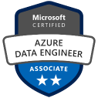 Microsoft
CERTIFIED
AZURE
DATA ENGINEER
ASSOCIATE